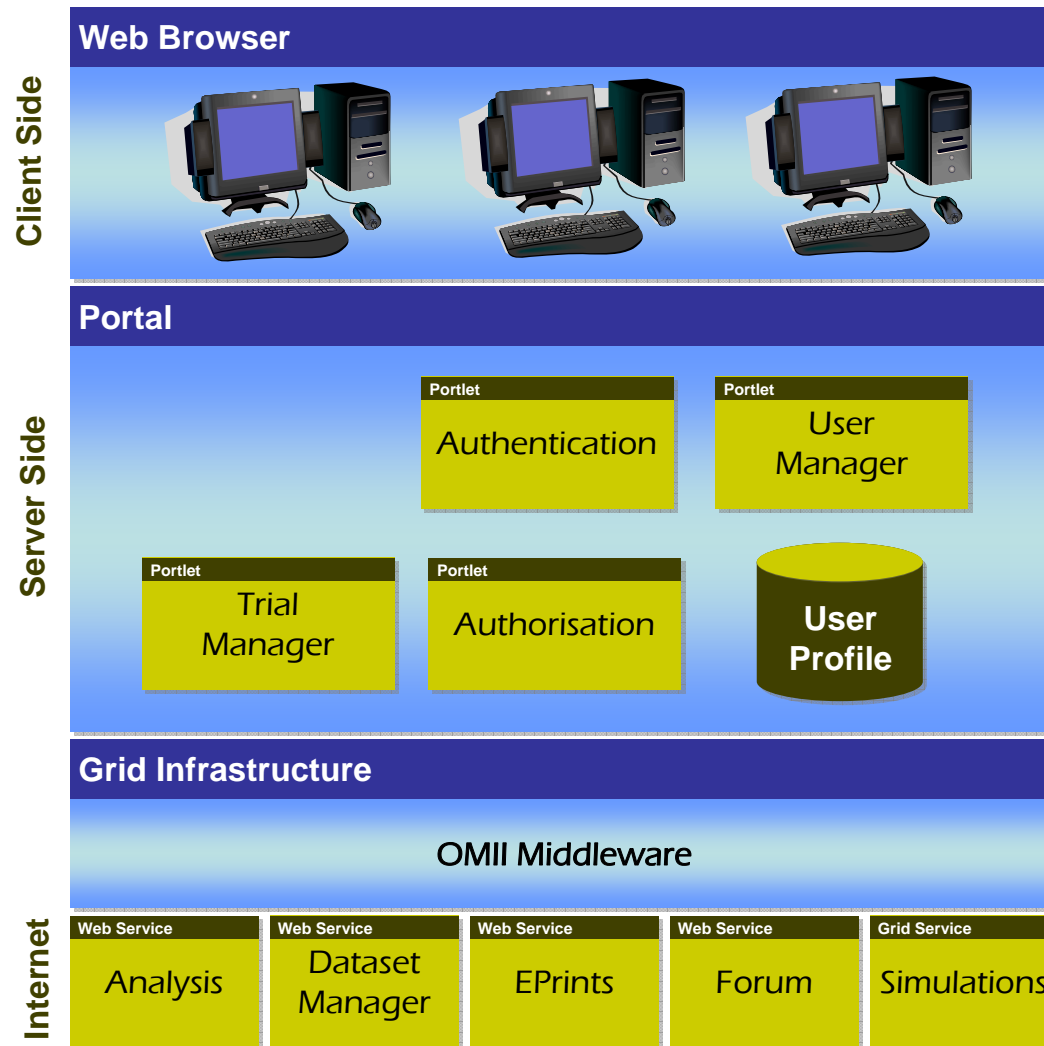 Client Side
Web Browser
Server Side
Portal
Portlet
Authentication
Portlet
User
Manager
Portlet
Trial
Manager
Portlet
Authorisation
User
Profile
Grid Infrastructure
OMII Middleware
Internet
Web Service
Analysis
Web Service
Dataset
Manager
Web Service
EPrints
Web Service
Forum
Grid Service
Simulations